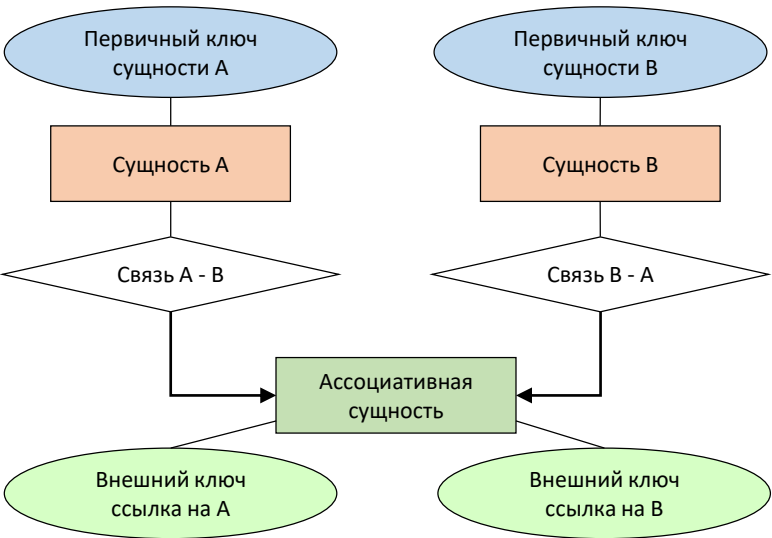 Первичный ключ
сущности А
Первичный ключ
сущности В
Сущность А
Сущность В
Связь А - В
Связь В - А
Ассоциативная
сущность
Внешний ключ
ссылка на А
Внешний ключ
ссылка на В